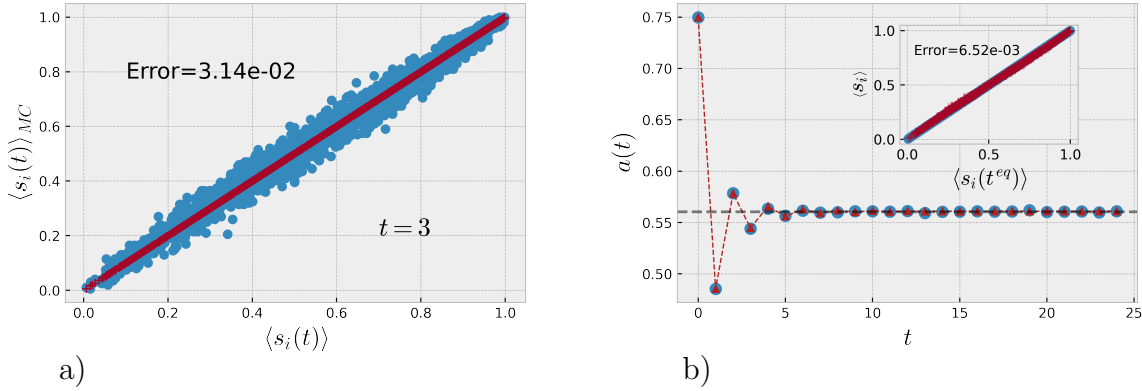 1.0
0.8
0.6
0.4
0.2
0.0
⟨s_i(t)⟩_{MC}
Error=3.14e-02
t = 3
0.0 0.2 0.4 0.6 0.8 1.0
⟨s_i(t)⟩
a)
0.75
0.70
0.65
0.60
0.55
0.50
a(t)
1.0
0.5
0.0
⟨s_i⟩
Error=6.52e-03
0.0 0.5 1.0
⟨s_i(t^{eq})⟩
0 5 10 15 20 25
t
b)